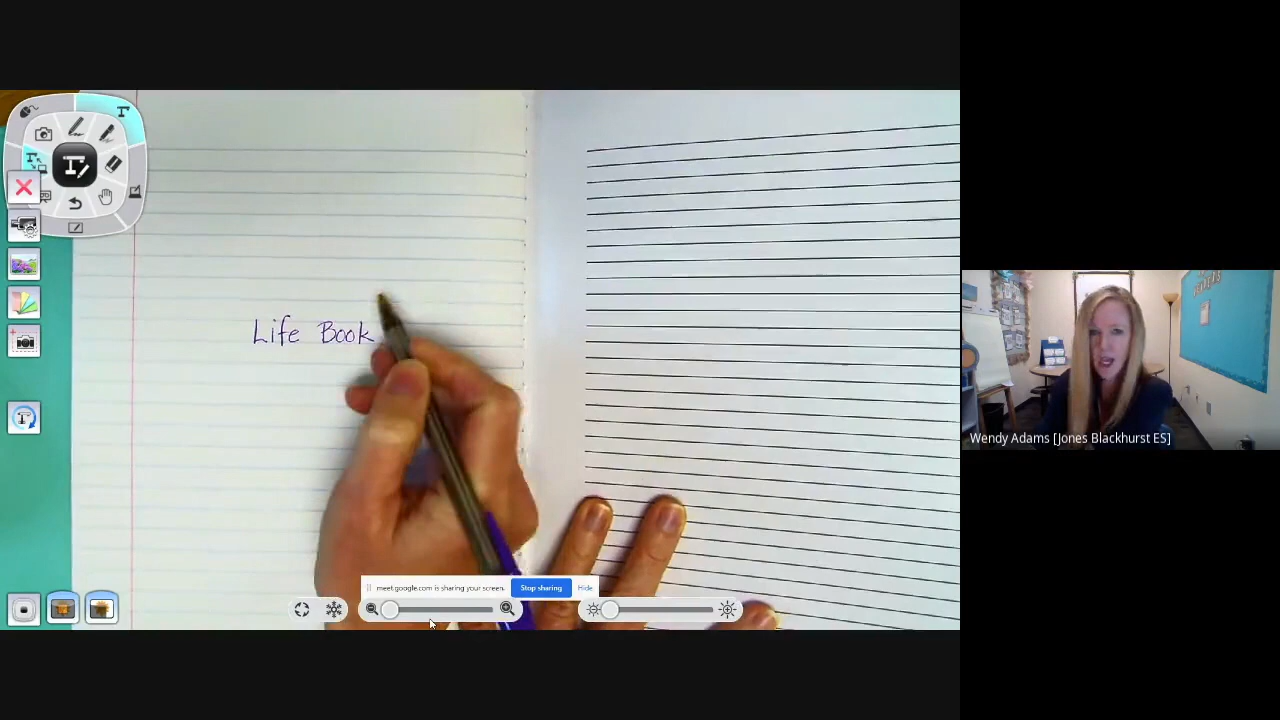 Life Book
meet.google.com is sharing your screen.
Stop sharing
Hide
Wendy Adams [Jones Blackhurst ES]